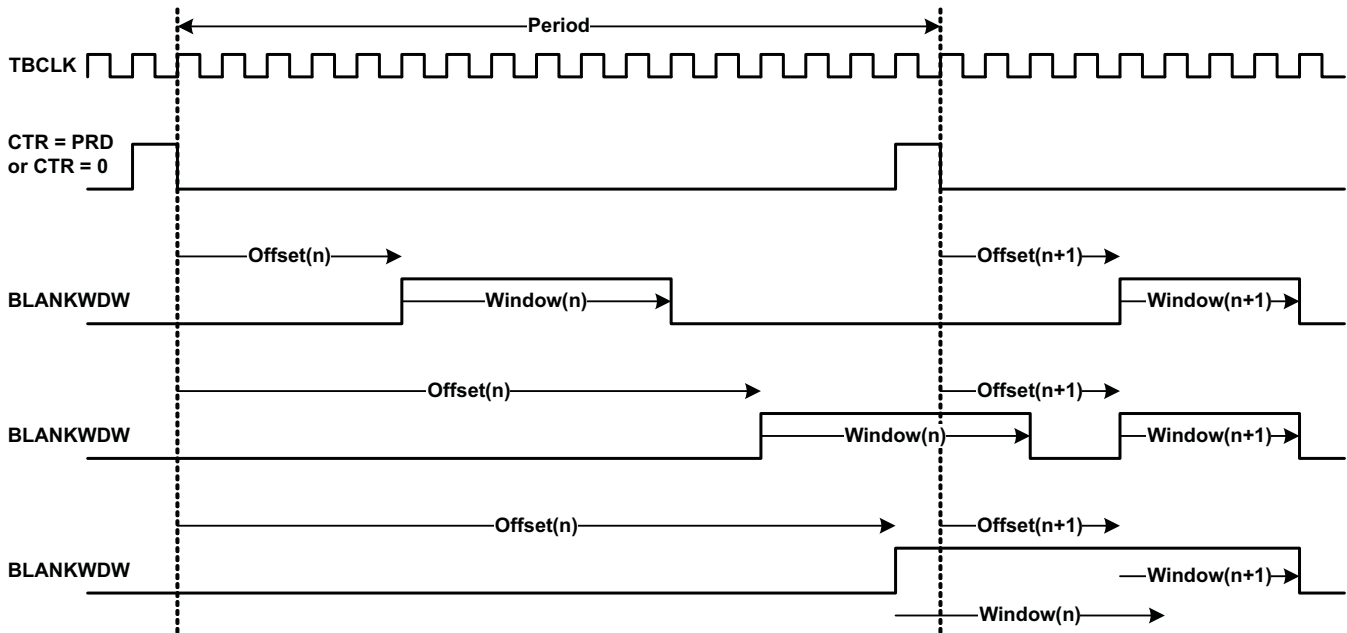 Period
TBCLK
CTR = PRD
or CTR = 0
Offset(n)
Offset(n+1)
BLANKWDW
Window(n)
Window(n+1)
Offset(n)
Offset(n+1)
BLANKWDW
Window(n)
Window(n+1)
Offset(n)
Offset(n+1)
BLANKWDW
Window(n+1)
Window(n)